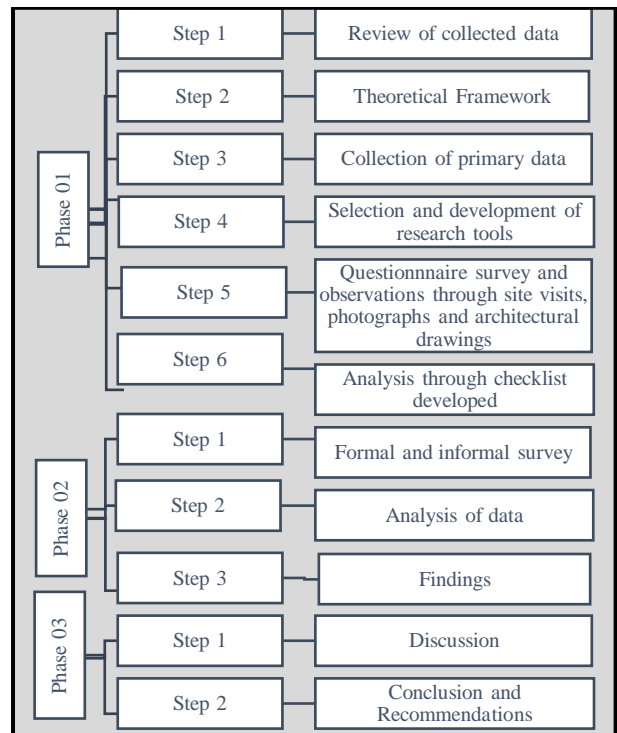 Phase 01
Step 1
Review of collected data
Step 2
Theoretical Framework
Step 3
Collection of primary data
Step 4
Selection and development of
research tools
Step 5
Questionnnaire survey and
observations through site visits,
photographs and architectural
drawings
Step 6
Analysis through checklist
developed
Phase 02
Step 1
Formal and informal survey
Step 2
Analysis of data
Step 3
Findings
Phase 03
Step 1
Discussion
Step 2
Conclusion and
Recommendations